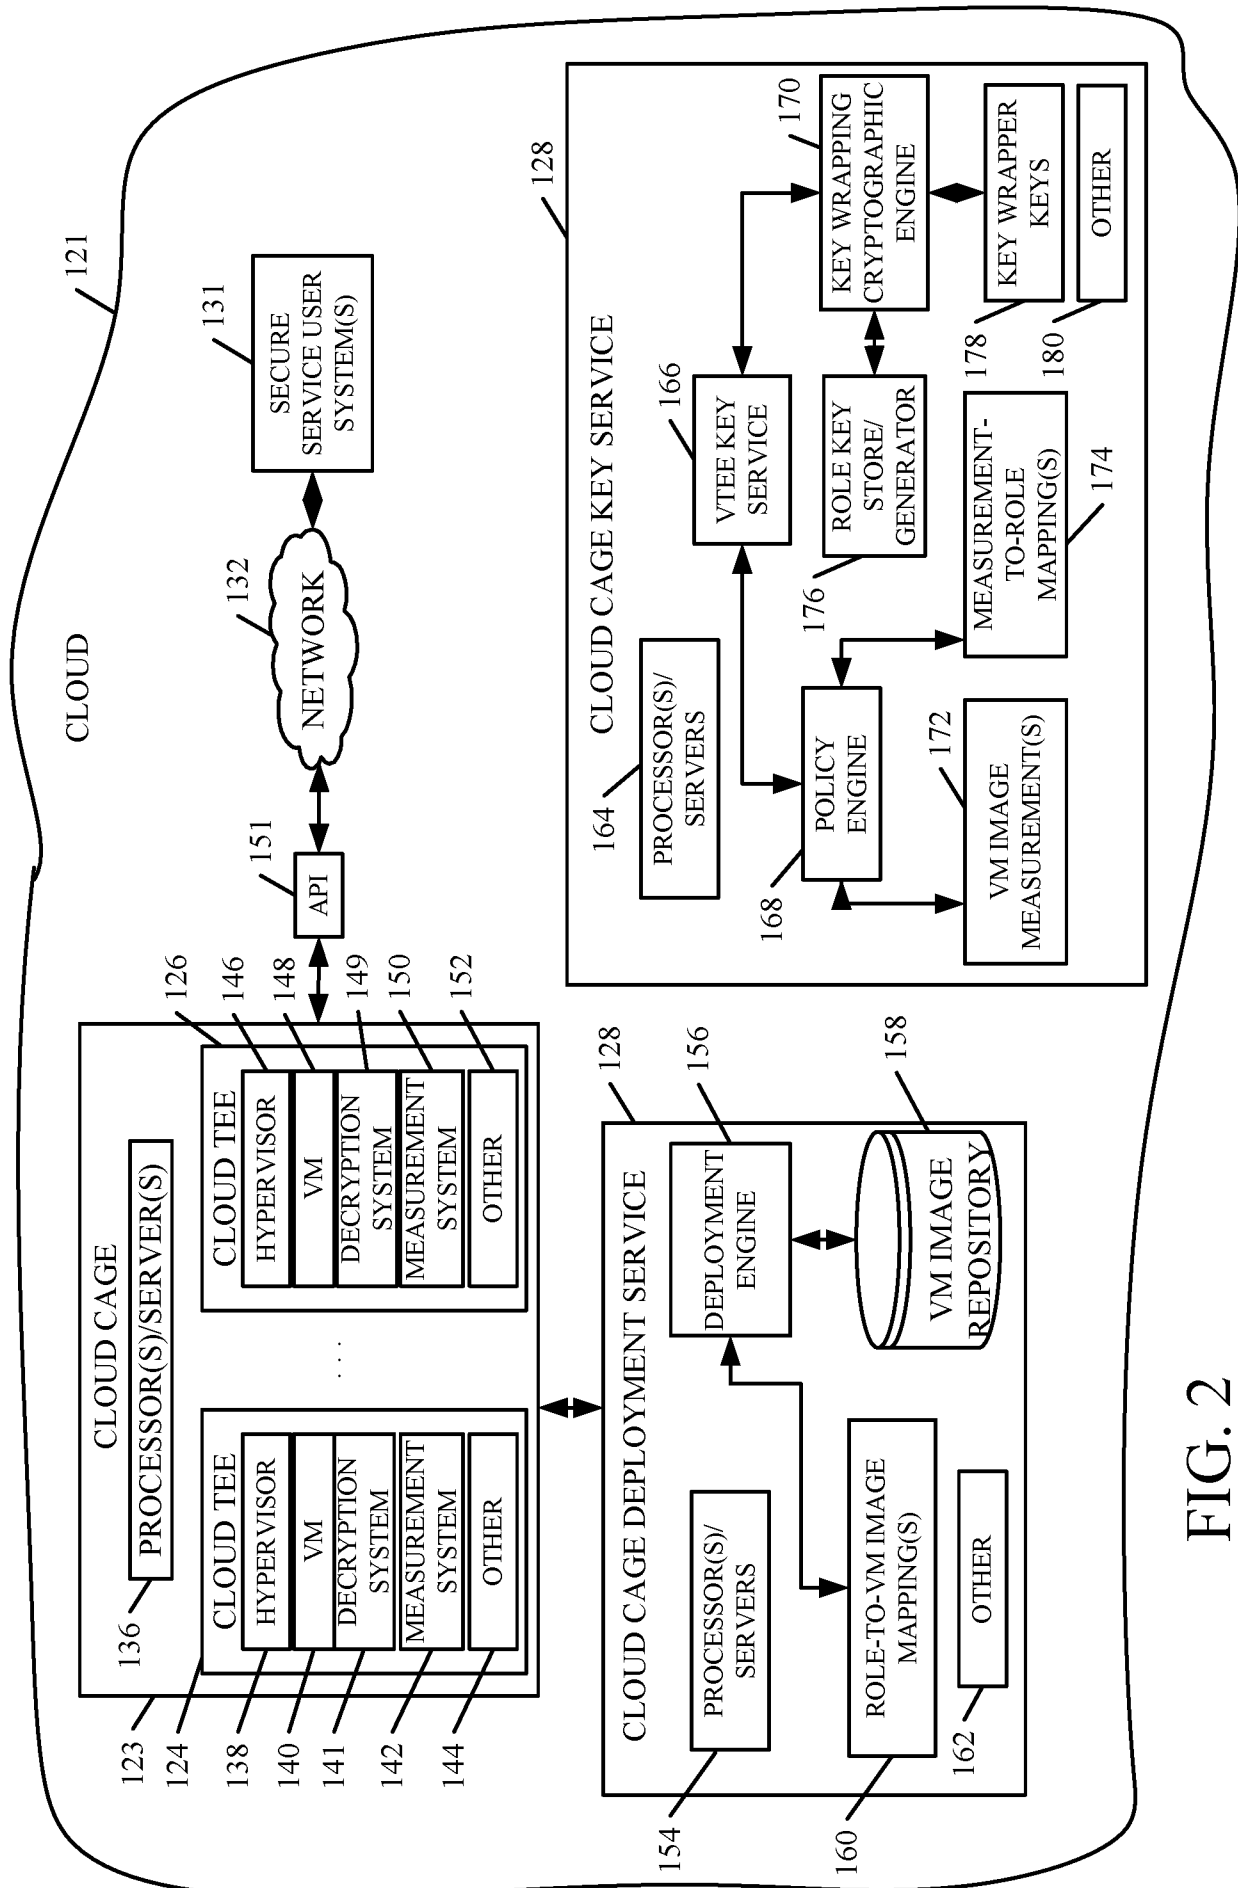 CLOUD
121
CLOUD CAGE
PROCESSOR(S)/SERVER(S)
136
123
CLOUD TEE
HYPERVISOR
VM
DECRYPTION
SYSTEM
MEASUREMENT
SYSTEM
OTHER
124
138
140
141
142
144
. . .
CLOUD TEE
HYPERVISOR
VM
DECRYPTION
SYSTEM
MEASUREMENT
SYSTEM
OTHER
126
146
148
149
150
152
API
151
NETWORK
132
SECURE
SERVICE USER
SYSTEM(S)
131
CLOUD CAGE DEPLOYMENT SERVICE
128
PROCESSOR(S)/
SERVERS
154
DEPLOYMENT
ENGINE
156
ROLE-TO-VM IMAGE
MAPPING(S)
160
VM IMAGE
REPOSITORY
158
OTHER
162
CLOUD CAGE KEY SERVICE
128
PROCESSOR(S)/
SERVERS
164
VTEE KEY
SERVICE
166
POLICY
ENGINE
168
ROLE KEY
STORE/
GENERATOR
176
KEY WRAPPING
CRYPTOGRAPHIC
ENGINE
170
VM IMAGE
MEASUREMENT(S)
172
MEASUREMENT-
TO-ROLE
MAPPING(S)
174
KEY WRAPPER
KEYS
178
OTHER
180
FIG. 2